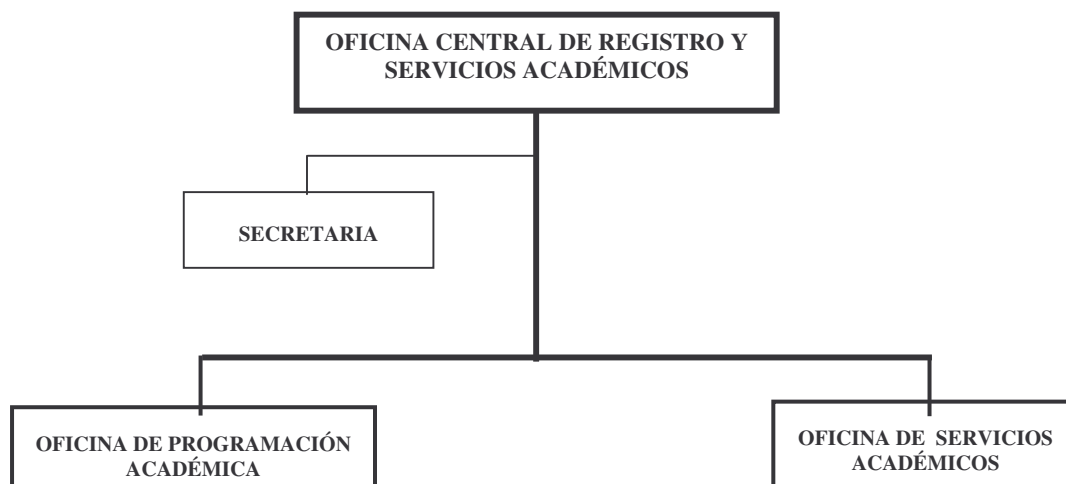 OFICINA CENTRAL DE REGISTRO Y
SERVICIOS ACADÉMICOS
SECRETARIA
OFICINA DE PROGRAMACIÓN
ACADÉMICA
OFICINA DE SERVICIOS
ACADÉMICOS